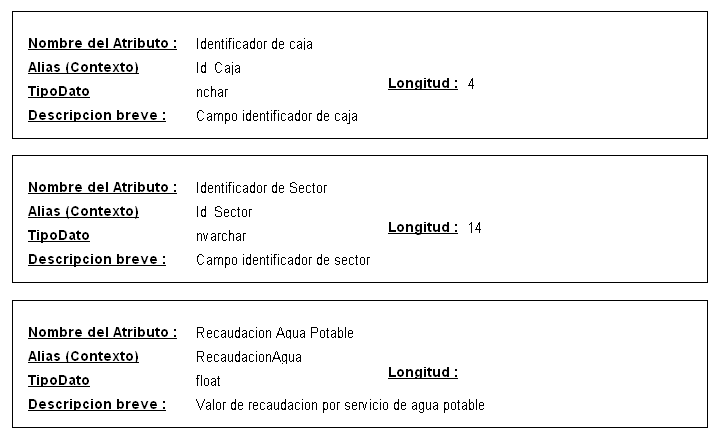 Nombre del Atributo : Identificador de caja
Alias (Contexto) Id Caja
TipoDato nchar Longitud : 4
Descripcion breve : Campo identificador de caja
Nombre del Atributo : Identificador de Sector
Alias (Contexto) Id Sector
TipoDato nvarchar Longitud : 14
Descripcion breve : Campo identificador de sector
Nombre del Atributo : Recaudacion Agua Potable
Alias (Contexto) RecaudacionAgua
TipoDato float Longitud :
Descripcion breve : Valor de recaudacion por servicio de agua potable